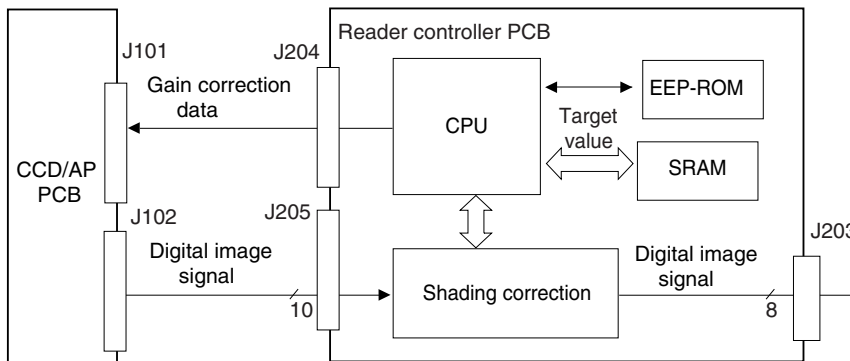 Reader controller PCB
J101
J204
Gain correction
data
CPU
EEP-ROM
Target
value
SRAM
CCD/AP
PCB
J102
J205
J203
Digital image
signal
10
Shading correction
Digital image
signal
8